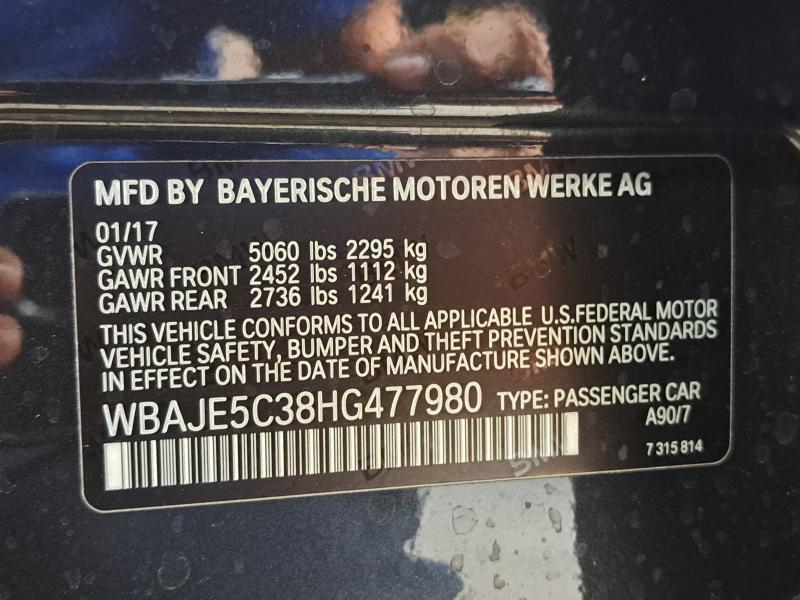 MFD BY BAYERISCHE MOTOREN WERKE AG
01/17
GVWR 5060 lbs 2295 kg
GAWR FRONT 2452 lbs 1112 kg
GAWR REAR 2736 lbs 1241 kg
THIS VEHICLE CONFORMS TO ALL APPLICABLE U.S.FEDERAL MOTOR
VEHICLE SAFETY, BUMPER AND THEFT PREVENTION STANDARDS
IN EFFECT ON THE DATE OF MANUFACTURE SHOWN ABOVE.
WBAJE5C38HG477980 TYPE: PASSENGER CAR
A90/7
7 315 814